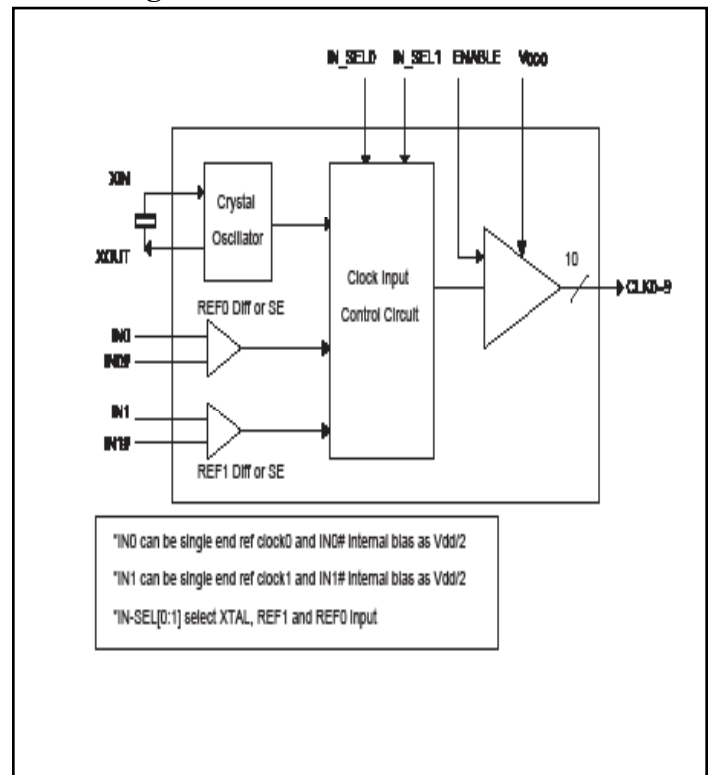 IN_SEL0 IN_SEL1 ENABLE VDDO
XIN
XOUT
Crystal
Oscillator
REF0 Diff or SE
IN0
IN0#
IN1
IN1#
REF1 Diff or SE
Clock Input
Control Circuit
10
CLK0-9
*IN0 can be single end ref clock0 and IN0# Internal bias as Vdd/2
*IN1 can be single end ref clock1 and IN1# Internal bias as Vdd/2
*IN-SEL[0:1] select XTAL, REF1 and REF0 Input